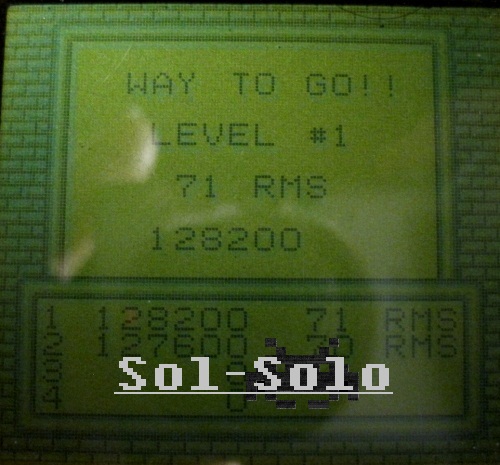 WAY TO GO!!
LEVEL #1
71 RMS
128200
1 128200 71 RMS
2 127600 70 RMS
3
4 0
Sol-Solo